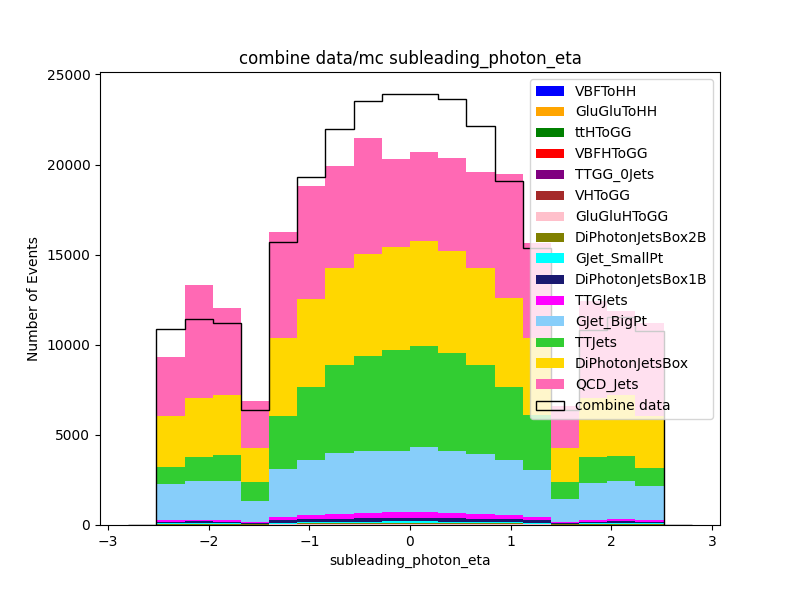 combine data/mc subleading_photon_eta
Number of Events
25000
20000
15000
10000
5000
0
−3
−2
−1
0
1
2
3
subleading_photon_eta
VBFToHH
GluGluToHH
ttHToGG
VBFHToGG
TTGG_0Jets
VHToGG
GluGluHToGG
DiPhotonJetsBox2B
GJet_SmallPt
DiPhotonJetsBox1B
TTGJets
GJet_BigPt
TTJets
DiPhotonJetsBox
QCD_Jets
combine data